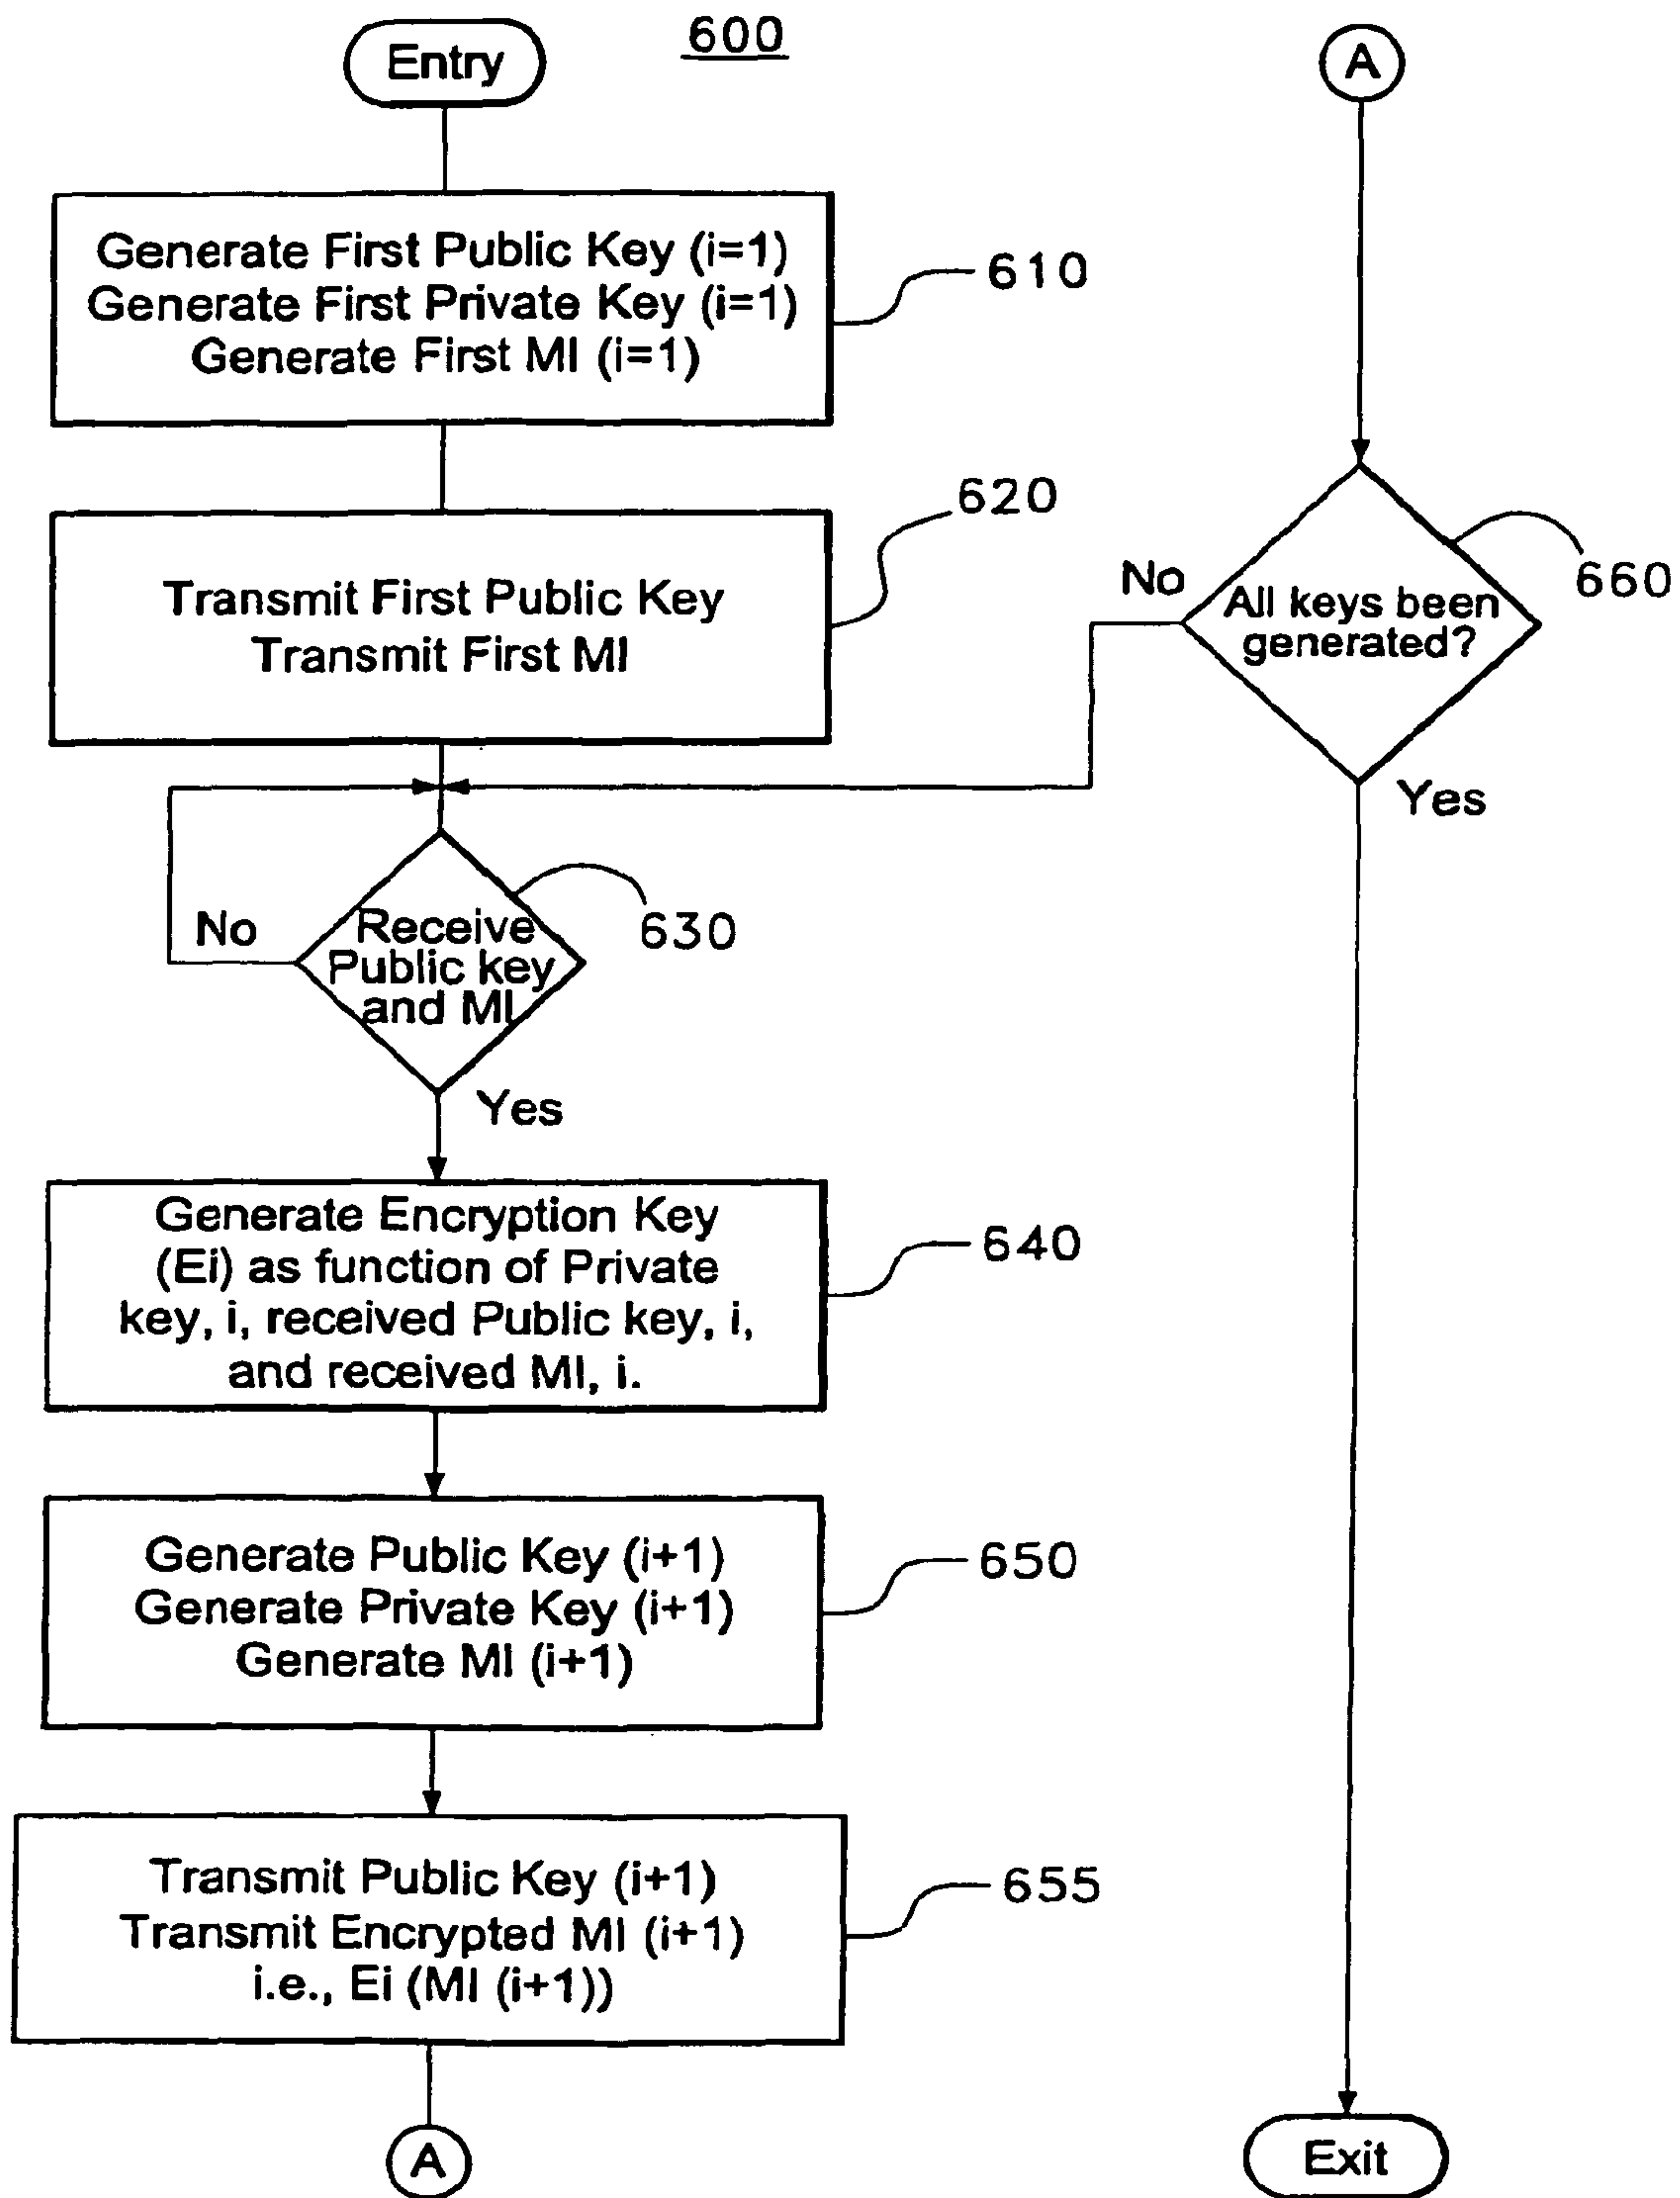 600
Entry
Generate First Public Key (i=1)
Generate First Private Key (i=1)
Generate First MI (i=1)
610
Transmit First Public Key
Transmit First MI
620
No
Receive
Public key
and MI
630
Yes
Generate Encryption Key
(Ei) as function of Private
key, i, received Public key, i,
and received MI, i.
640
Generate Public Key (i+1)
Generate Private Key (i+1)
Generate MI (i+1)
650
Transmit Public Key (i+1)
Transmit Encrypted MI (i+1)
i.e., Ei (MI (i+1))
655
A
A
No
All keys been
generated?
660
Yes
Exit